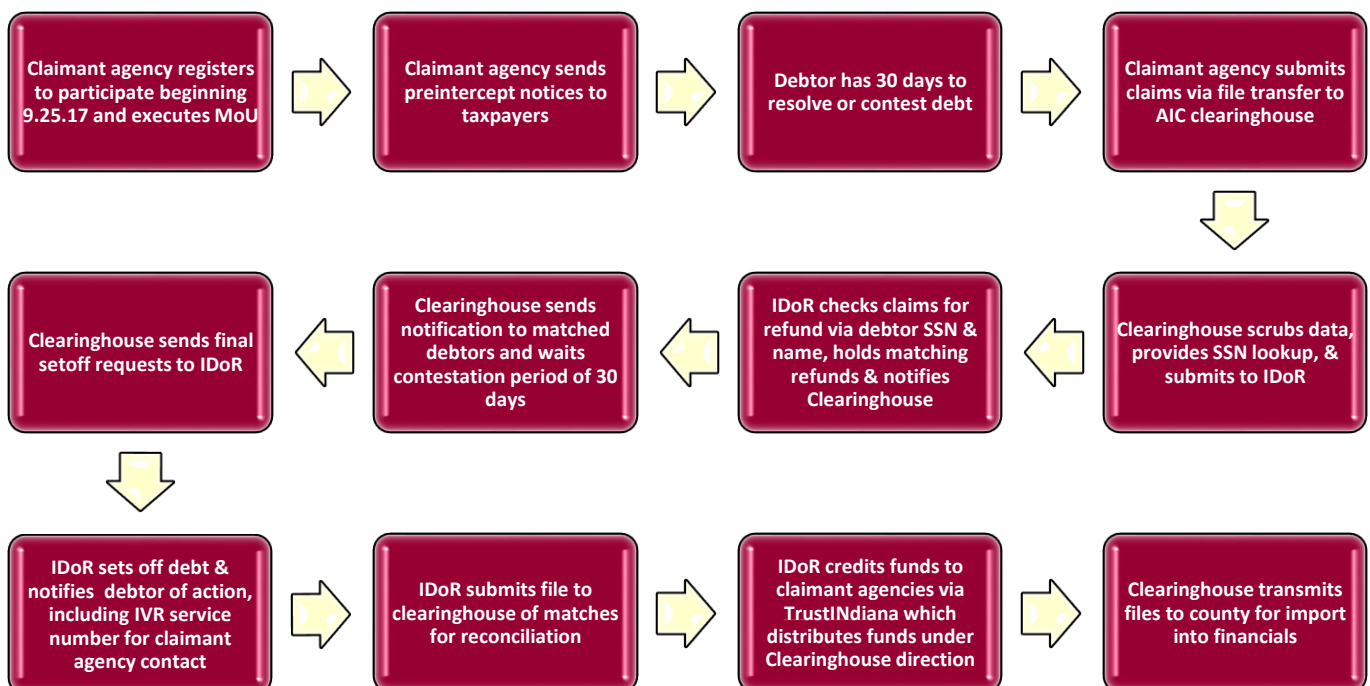 Claimant agency registers
to participate beginning
9.25.17 and executes MoU
Claimant agency sends
preintercept notices to
taxpayers
Debtor has 30 days to
resolve or contest debt
Claimant agency submits
claims via file transfer to
AIC clearinghouse
Clearinghouse scrubs data,
provides SSN lookup, &
submits to IDoR
IDoR checks claims for
refund via debtor SSN &
name, holds matching
refunds & notifies
Clearinghouse
Clearinghouse sends
notification to matched
debtors and waits
contestation period of 30
days
Clearinghouse sends final
setoff requests to IDoR
IDoR sets off debt &
notifies debtor of action,
including IVR service
number for claimant
agency contact
IDoR submits file to
clearinghouse of matches
for reconciliation
IDoR credits funds to
claimant agencies via
TrustINdiana which
distributes funds under
Clearinghouse direction
Clearinghouse transmits
files to county for import
into financials